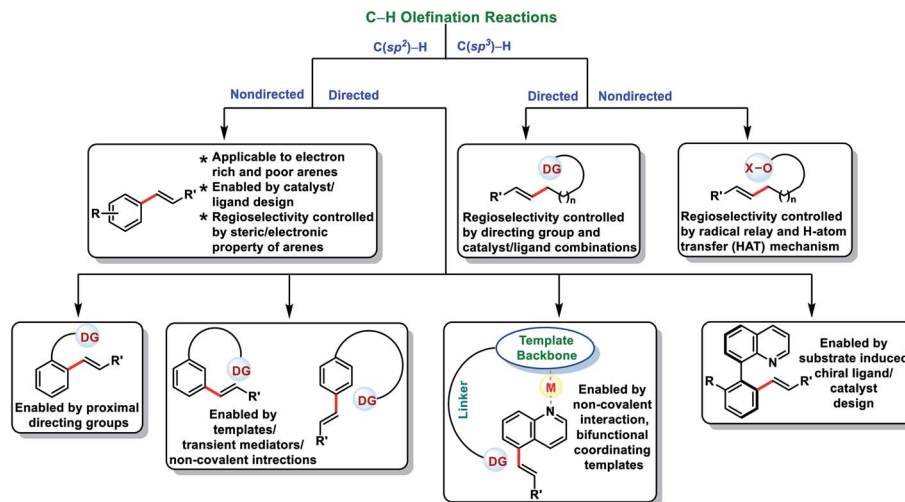 C–H Olefination Reactions
C(sp²)–H
C(sp³)–H
Nondirected
Directed
Directed
Nondirected
R
R'
* Applicable to electron
rich and poor arenes
* Enabled by catalyst/
ligand design
* Regioselectivity controlled
by steric/electronic
property of arenes
DG
R'
( )n
Regioselectivity controlled
by directing group and
catalyst/ligand combinations
X–O
R'
( )n
Regioselectivity controlled
by radical relay and H-atom
transfer (HAT) mechanism
DG
R'
Enabled by proximal
directing groups
DG
R'
DG
R'
Enabled by
templates/
transient mediators/
non-covalent intrections
Template
Backbone
Linker
M
N
DG
R'
Enabled by
non-covalent
interaction,
bifunctional
coordinating
templates
N
R
R'
Enabled by
substrate induced
chiral ligand/
catalyst
design